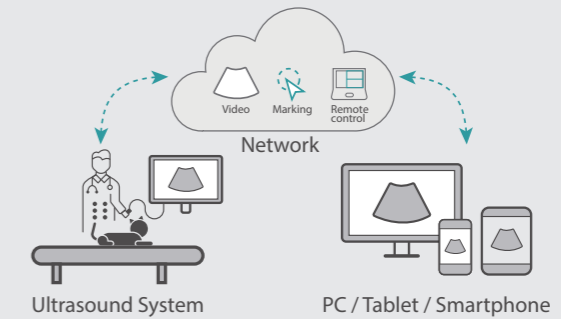 Video
Marking
Remote
control
Network
Ultrasound System
PC / Tablet / Smartphone